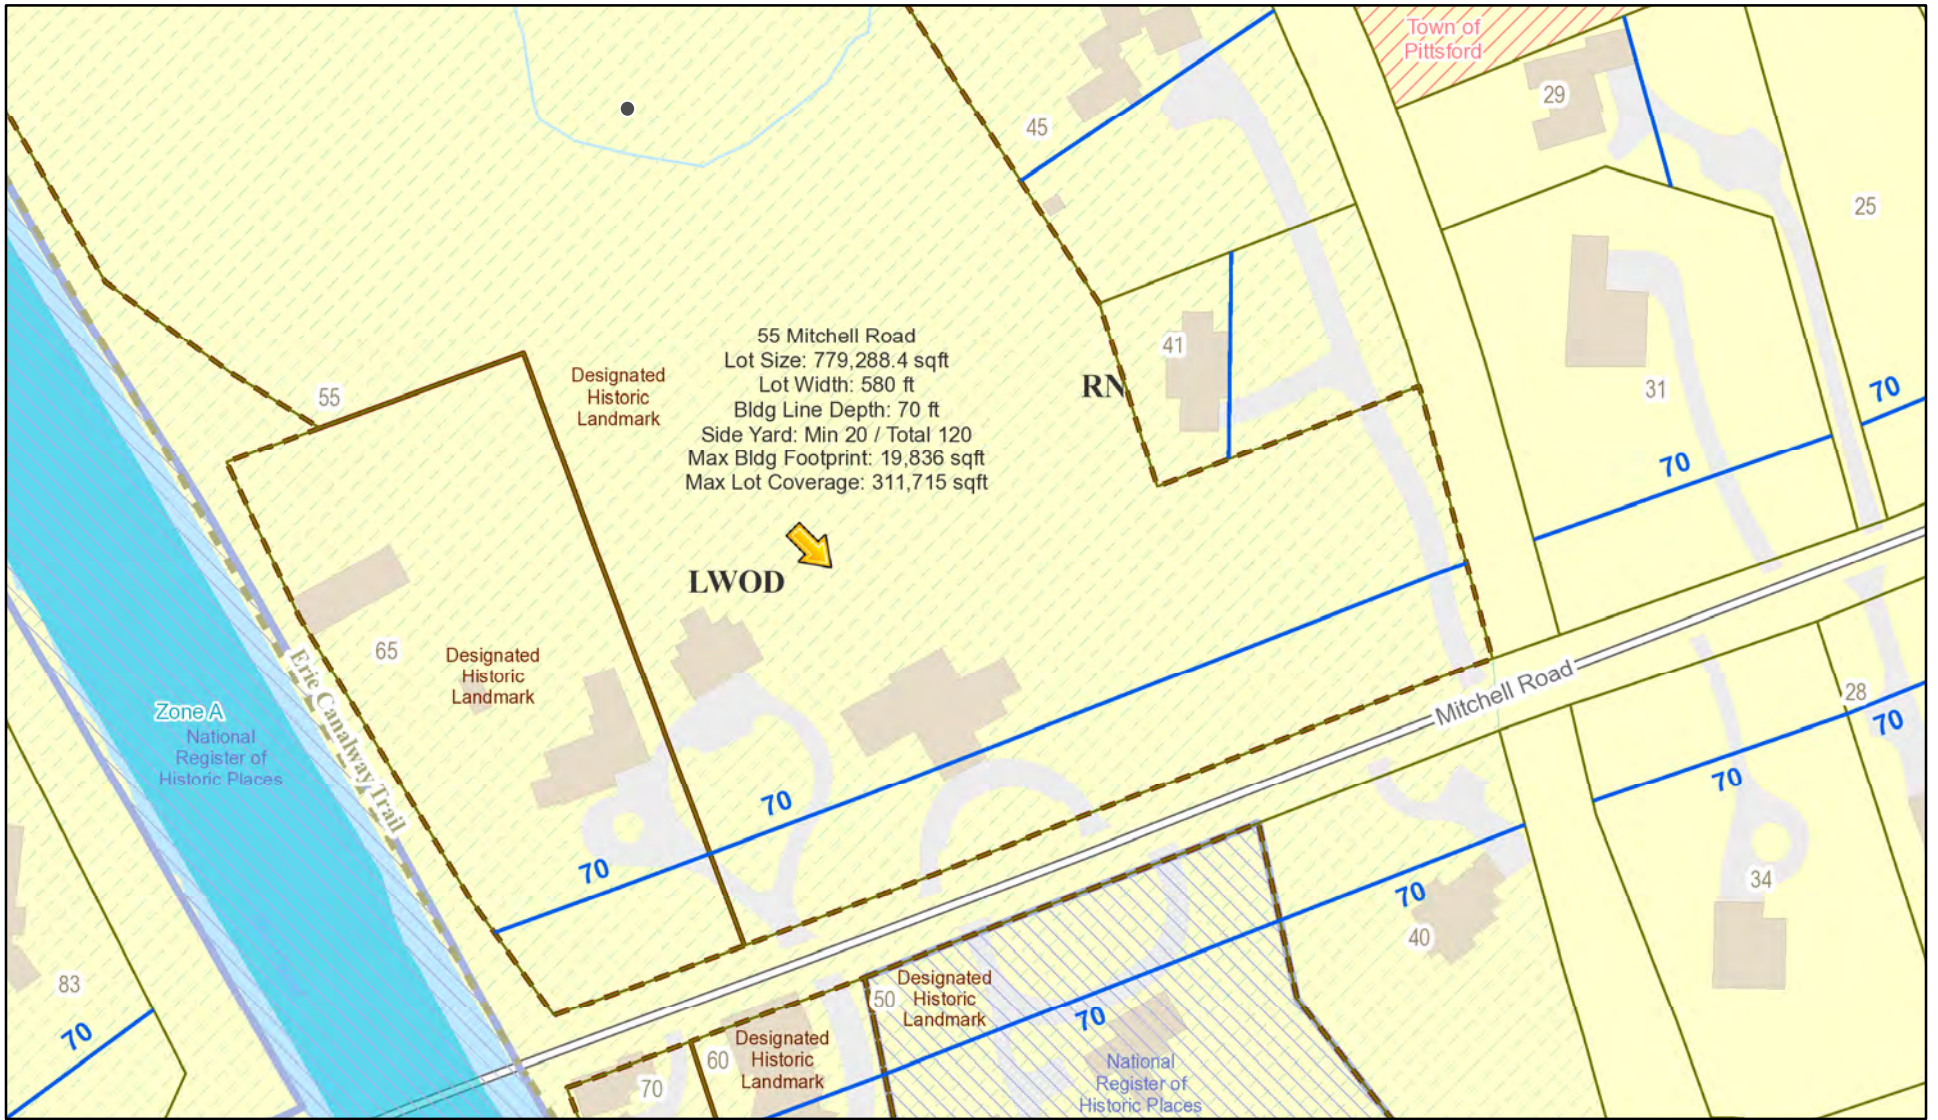 Town of
Pittsford
29
45
25
55 Mitchell Road
Lot Size: 779,288.4 sqft
Lot Width: 580 ft
Bldg Line Depth: 70 ft
Side Yard: Min 20 / Total 120
Max Bldg Footprint: 19,836 sqft
Max Lot Coverage: 311,715 sqft
41
RN
Designated
Historic
Landmark
55
31
70
70
LWOD
65
Designated
Historic
Landmark
Erie Canalway Trail
Zone A
National
Register of
Historic Places
Mitchell Road
28
70
70
70
70
34
70
40
83
70
50
Designated
Historic
Landmark
70
60
Designated
Historic
Landmark
70
National
Register of
Historic Places